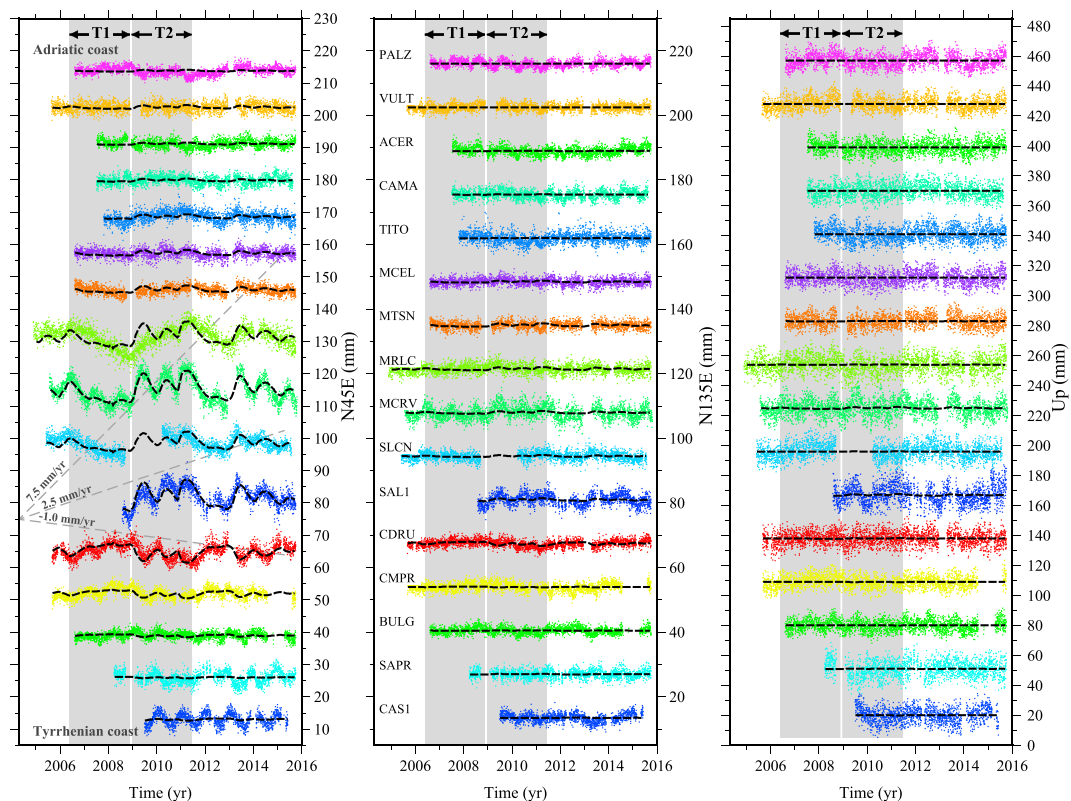 T1 T2
Adriatic coast
7.5 mm/yr
2.5 mm/yr
-1.0 mm/yr
Tyrrhenian coast
230
220
210
200
190
180
170
160
150
140
130
120
110
100
90
80
70
60
50
40
30
20
10
N45E (mm)
2006 2008 2010 2012 2014 2016
Time (yr)
T1 T2
PALZ
VULT
ACER
CAMA
TITO
MCEL
MTSN
MRLC
MCRV
SLCN
SAL1
CDRU
CMPR
BULG
SAPR
CAS1
220
200
180
160
140
120
100
80
60
40
20
N135E (mm)
2006 2008 2010 2012 2014 2016
Time (yr)
T1 T2
480
460
440
420
400
380
360
340
320
310
300
280
260
240
220
200
180
160
140
120
100
80
60
40
20
0
Up (mm)
2006 2008 2010 2012 2014 2016
Time (yr)